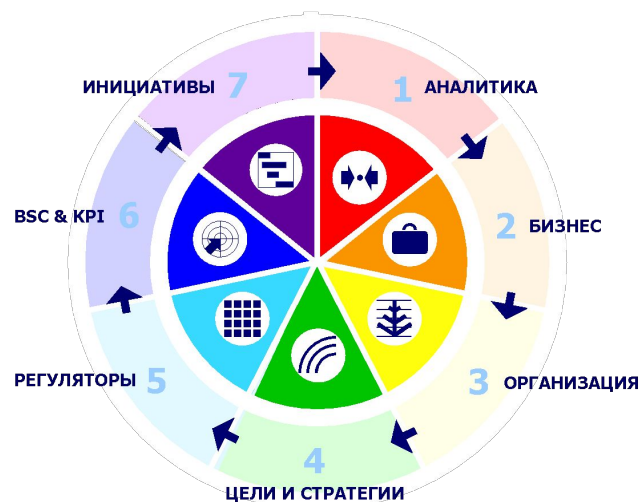 1 АНАЛИТИКА
2 БИЗНЕС
3 ОРГАНИЗАЦИЯ
4
ЦЕЛИ И СТРАТЕГИИ
РЕГУЛЯТОРЫ 5
BSC & KPI 6
ИНИЦИАТИВЫ 7